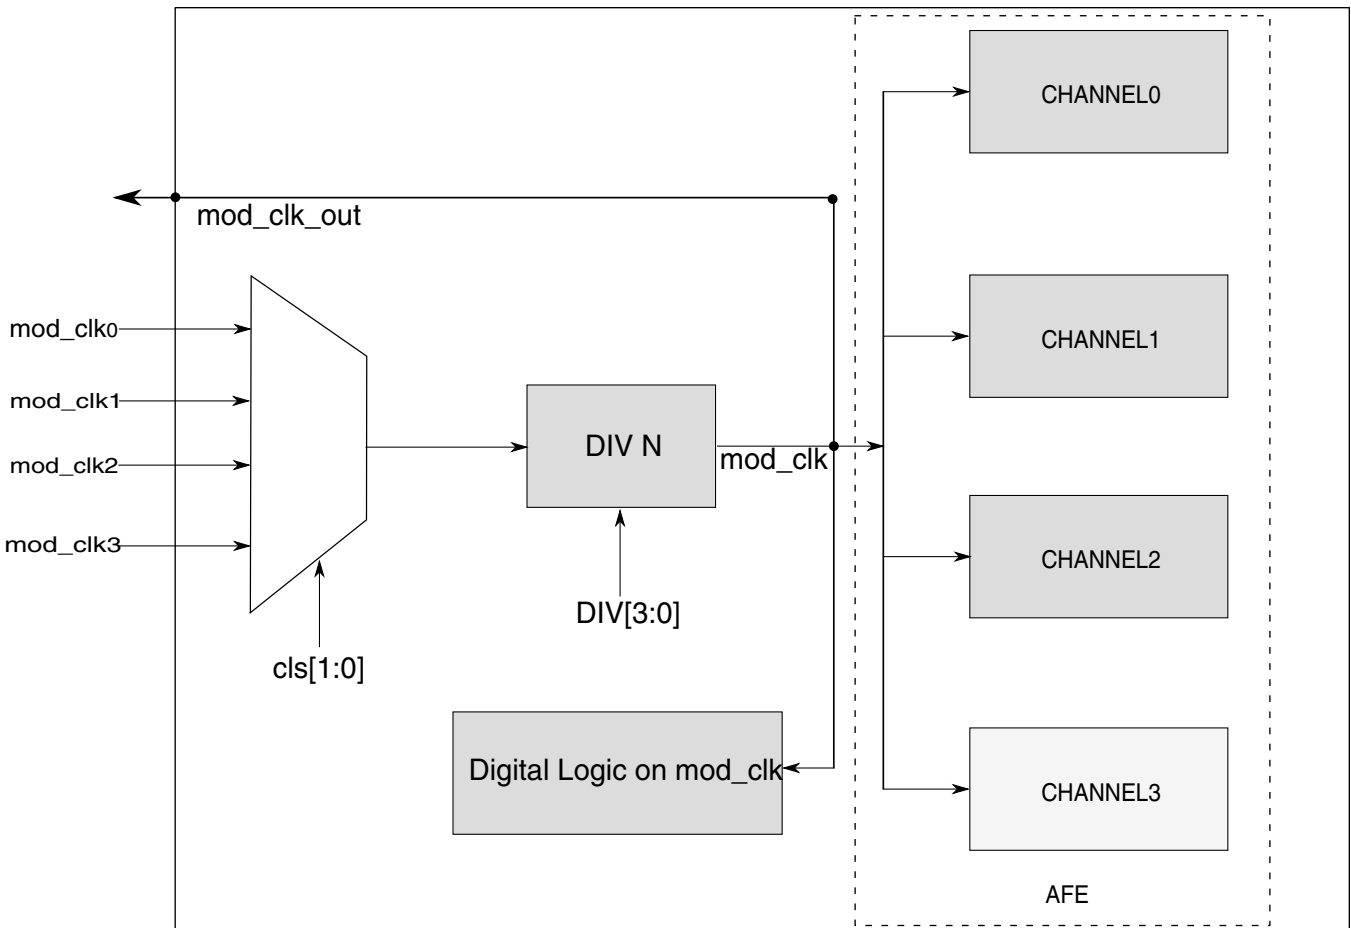 CHANNEL0
mod_clk_out
mod_clk0
CHANNEL1
mod_clk1
DIV N
mod_clk
mod_clk2
mod_clk3
CHANNEL2
DIV[3:0]
cls[1:0]
Digital Logic on mod_clk
CHANNEL3
AFE